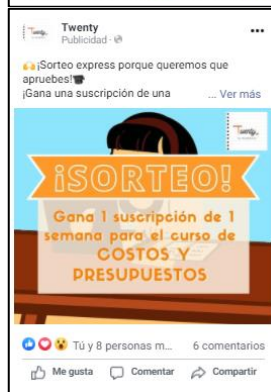 Twenty
Publicidad ·
🙌¡Sorteo express porque queremos que
apruebes!🎓
¡Gana una suscripción de una ... Ver más
Twenty
¡SORTEO!
Gana 1 suscripción de 1
semana para el curso de
COSTOS Y
PRESUPUESTOS
Tú y 8 personas m... 6 comentarios
Me gusta Comentar Compartir